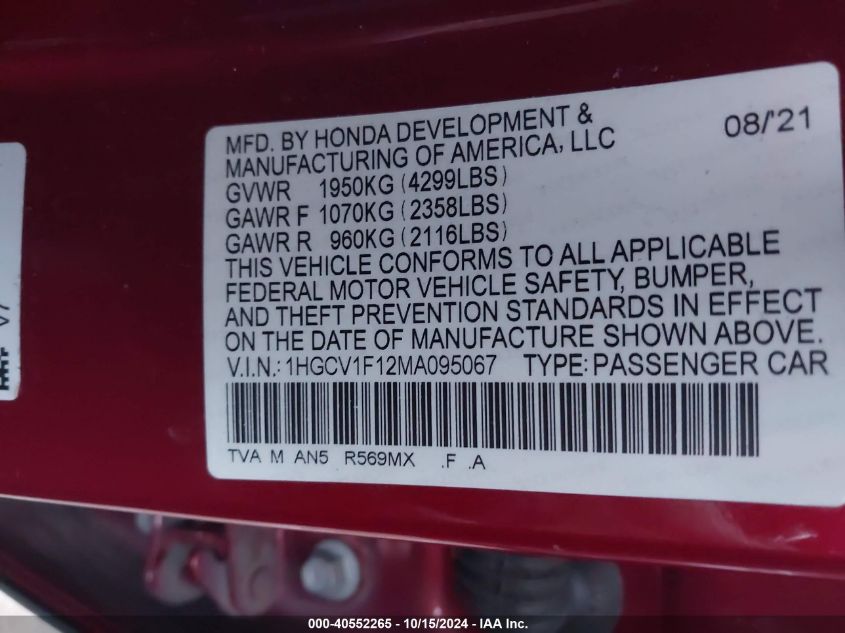 MFD. BY HONDA DEVELOPMENT & 08/'21
MANUFACTURING OF AMERICA, LLC
GVWR 1950KG (4299LBS)
GAWR F 1070KG (2358LBS)
GAWR R 960KG (2116LBS)
THIS VEHICLE CONFORMS TO ALL APPLICABLE
FEDERAL MOTOR VEHICLE SAFETY, BUMPER,
AND THEFT PREVENTION STANDARDS IN EFFECT
ON THE DATE OF MANUFACTURE SHOWN ABOVE.
V.I.N.: 1HGCV1F12MA095067 TYPE: PASSENGER CAR
TVA M AN5 R569MX .F .A
000-40552265 - 10/15/2024 - IAA Inc.